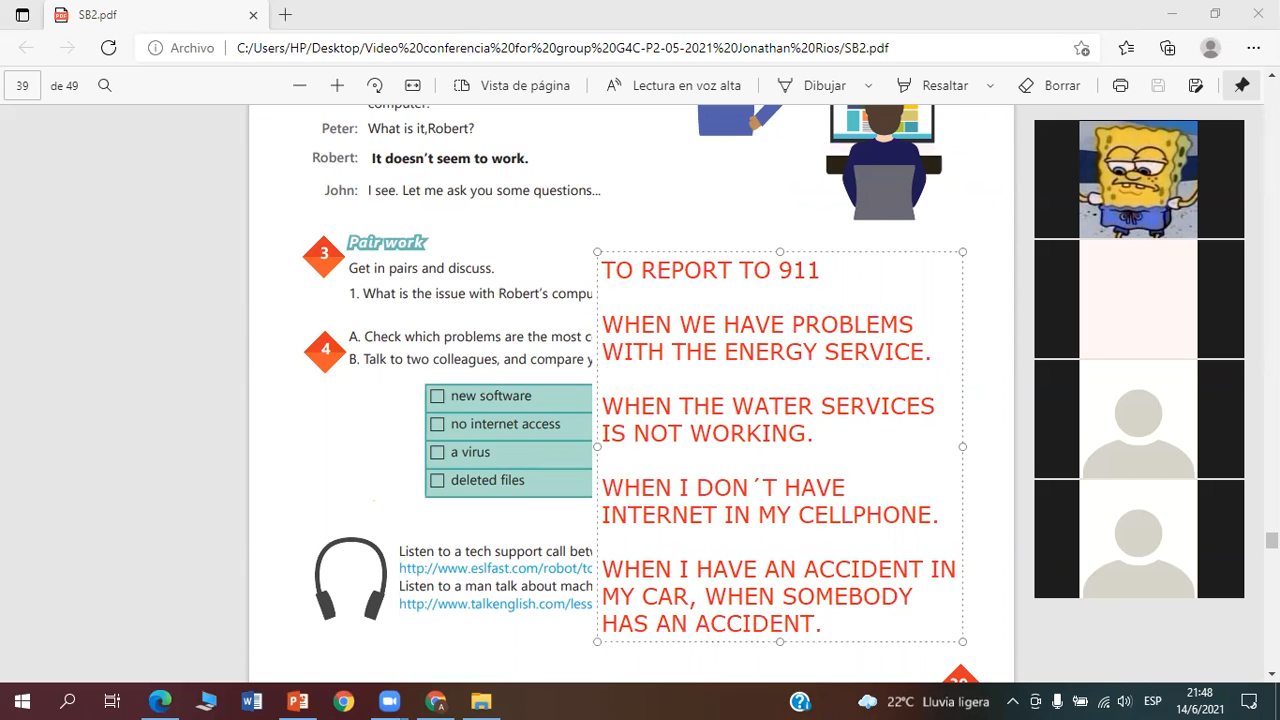 SB2.pdf
Archivo
C:/Users/HP/Desktop/Video%20conferencia%20for%20group%20G4C-P2-05-2021%20Jonathan%20Rios/SB2.pdf
39 de 49
Vista de página
Lectura en voz alta
Dibujar
Resaltar
Borrar
computer.
Peter: What is it,Robert?
Robert: It doesn't seem to work.
John: I see. Let me ask you some questions...
3 Pair work
Get in pairs and discuss.
1. What is the issue with Robert's compu
4 A. Check which problems are the most c
B. Talk to two colleagues, and compare y
new software
no internet access
a virus
deleted files
Listen to a tech support call betw
http://www.eslfast.com/robot/to
Listen to a man talk about mach
http://www.talkenglish.com/less
TO REPORT TO 911
WHEN WE HAVE PROBLEMS
WITH THE ENERGY SERVICE.
WHEN THE WATER SERVICES
IS NOT WORKING.
WHEN I DON´T HAVE
INTERNET IN MY CELLPHONE.
WHEN I HAVE AN ACCIDENT IN
MY CAR, WHEN SOMEBODY
HAS AN ACCIDENT.
22°C Lluvia ligera
ESP
21:48
14/6/2021